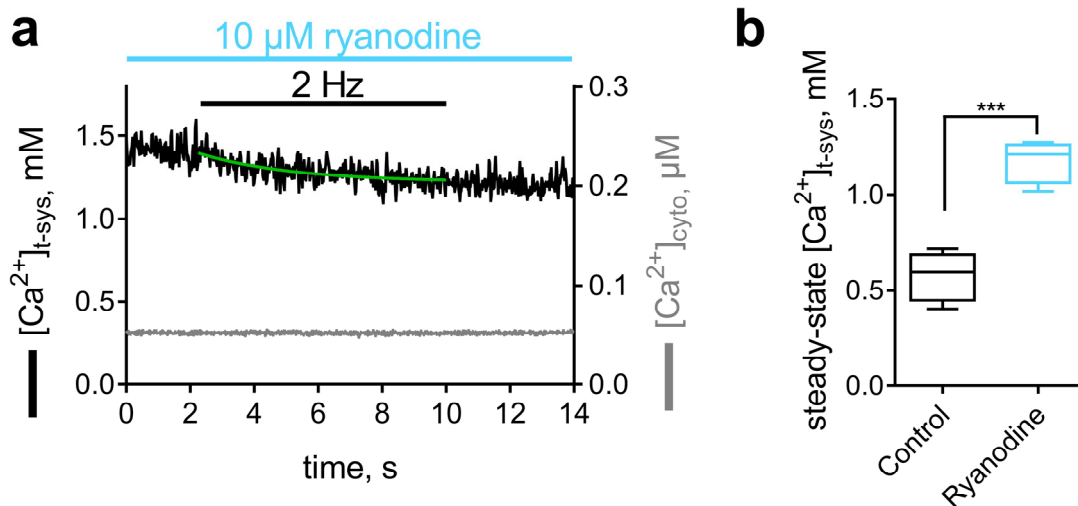 a
10 µM ryanodine
2 Hz
[Ca2+]t-sys, mM
1.5
1.0
0.5
0.0
0.3
0.2
0.1
0.0
[Ca2+]cyto, µM
0 2 4 6 8 10 12 14
time, s
b
steady-state [Ca2+]t-sys, mM
1.5
1.0
0.5
0.0
***
Control
Ryanodine